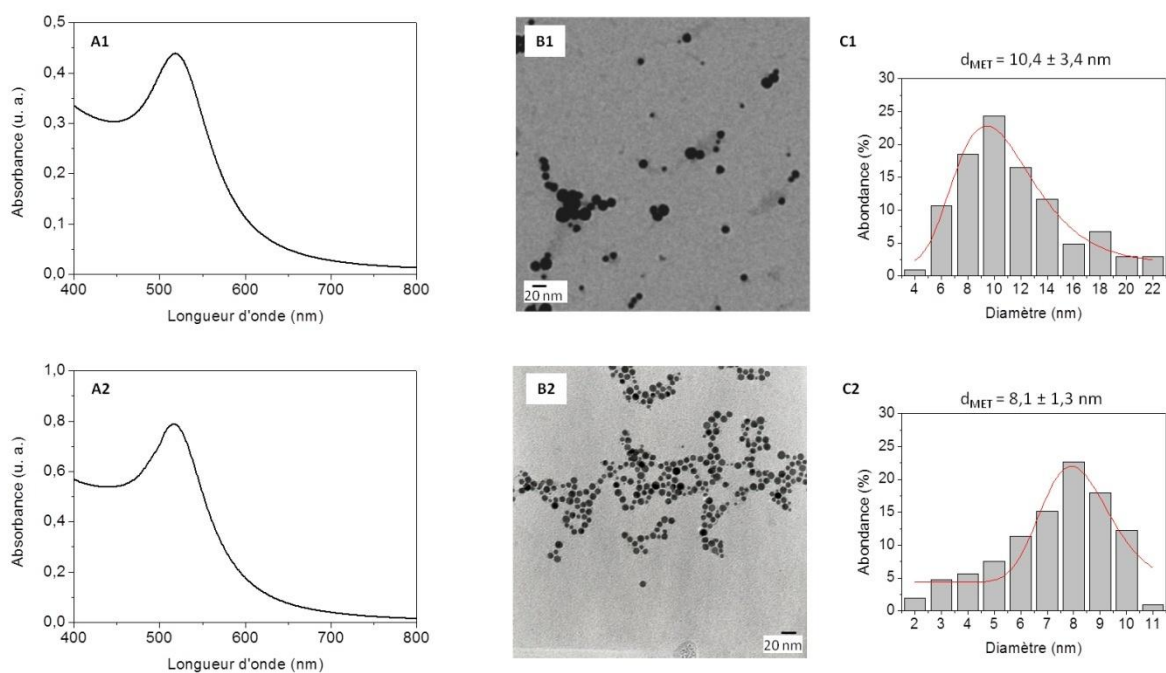 A1
0,5
0,4
0,3
0,2
0,1
0,0
Absorbance (u. a.)
400 500 600 700 800
Longueur d'onde (nm)
B1
20 nm
C1
dMET = 10,4 ± 3,4 nm
30
25
20
15
10
5
0
Abondance (%)
4 6 8 10 12 14 16 18 20 22
Diamètre (nm)
A2
1,0
0,8
0,6
0,4
0,2
0,0
Absorbance (u. a.)
400 500 600 700 800
Longueur d'onde (nm)
B2
20 nm
C2
dMET = 8,1 ± 1,3 nm
30
25
20
15
10
5
0
Abondance (%)
2 3 4 5 6 7 8 9 10 11
Diamètre (nm)